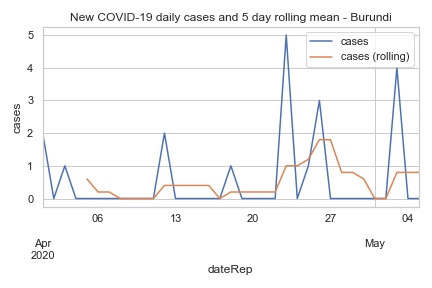 New COVID-19 daily cases and 5 day rolling mean - Burundi
cases
cases (rolling)
cases
5
4
3
2
1
0
06 13 20 27 04
Apr May
2020
dateRep